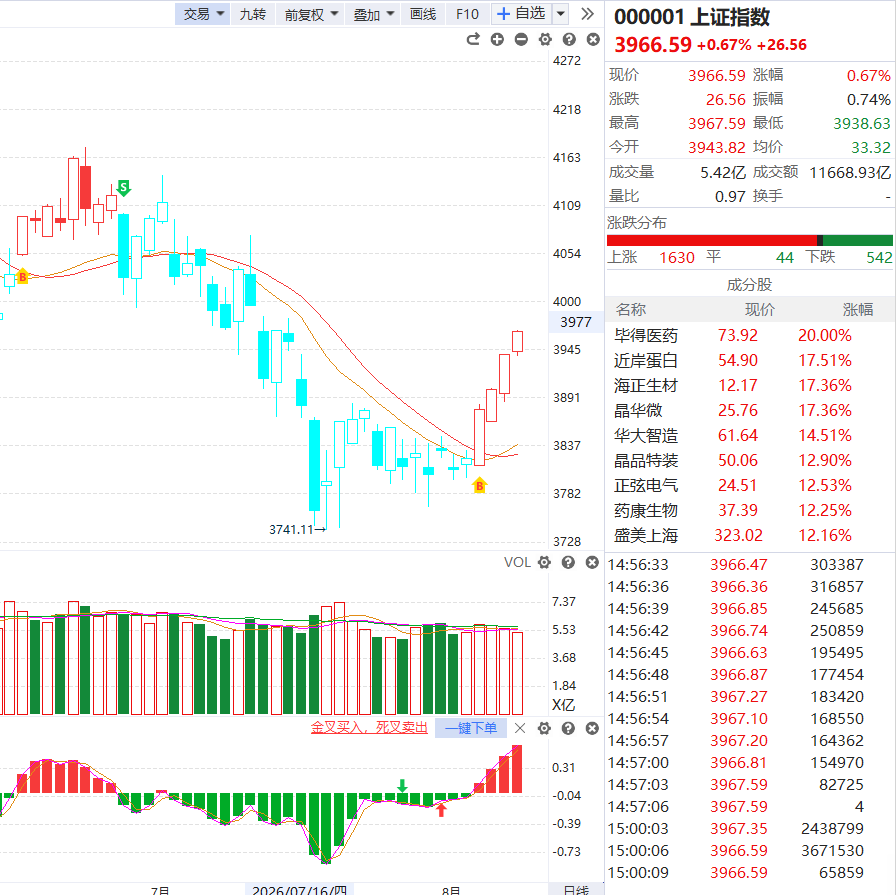 交易 九转 前复权 叠加 画线 F10 + 自选
000001 上证指数
3966.59 +0.67% +26.56
现价 3966.59 涨幅 0.67%
涨跌 26.56 振幅 0.74%
最高 3967.59 最低 3938.63
今开 3943.82 均价 33.32
成交量 5.42亿 成交额 11668.93亿
量比 0.97 换手 -
涨跌分布
上涨 1630 平 44 下跌 542
成分股
名称 现价 涨幅
毕得医药 73.92 20.00%
近岸蛋白 54.90 17.51%
海正生材 12.17 17.36%
晶华微 25.76 17.36%
华大智造 61.64 14.51%
晶品特装 50.06 12.90%
正弦电气 24.51 12.53%
药康生物 37.39 12.25%
盛美上海 323.02 12.16%
14:56:33 3966.47 303387
14:56:36 3966.36 316857
14:56:39 3966.85 245685
14:56:42 3966.74 250859
14:56:45 3966.63 195495
14:56:48 3966.87 177454
14:56:51 3967.27 183420
14:56:54 3967.10 168550
14:56:57 3967.20 164362
14:57:00 3966.81 154970
14:57:03 3967.59 82725
14:57:06 3967.59 4
15:00:03 3967.35 2438799
15:00:06 3966.59 3671530
15:00:09 3966.59 65859
4272
4218
4163
4109
4054
4000
3977
3945
3891
3837
3782
3728
S
B
B
3741.11→
VOL
7.37
5.53
3.68
1.84
X亿
金叉买入，死叉卖出 一键下单
0.31
-0.04
-0.39
-0.73
7月 2026/07/16/四 8月 日线